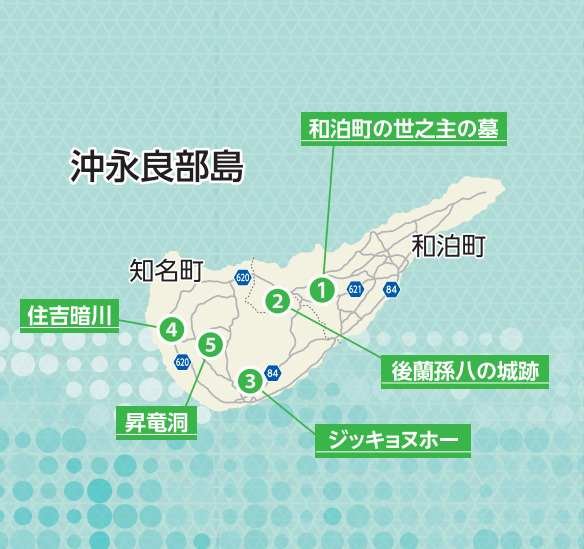 和泊町の世之主の墓
沖永良部島
和泊町
知名町
620
1
621
84
2
住吉暗川
4
5
620
後蘭孫八の城跡
3
84
昇竜洞
ジッキョヌホー